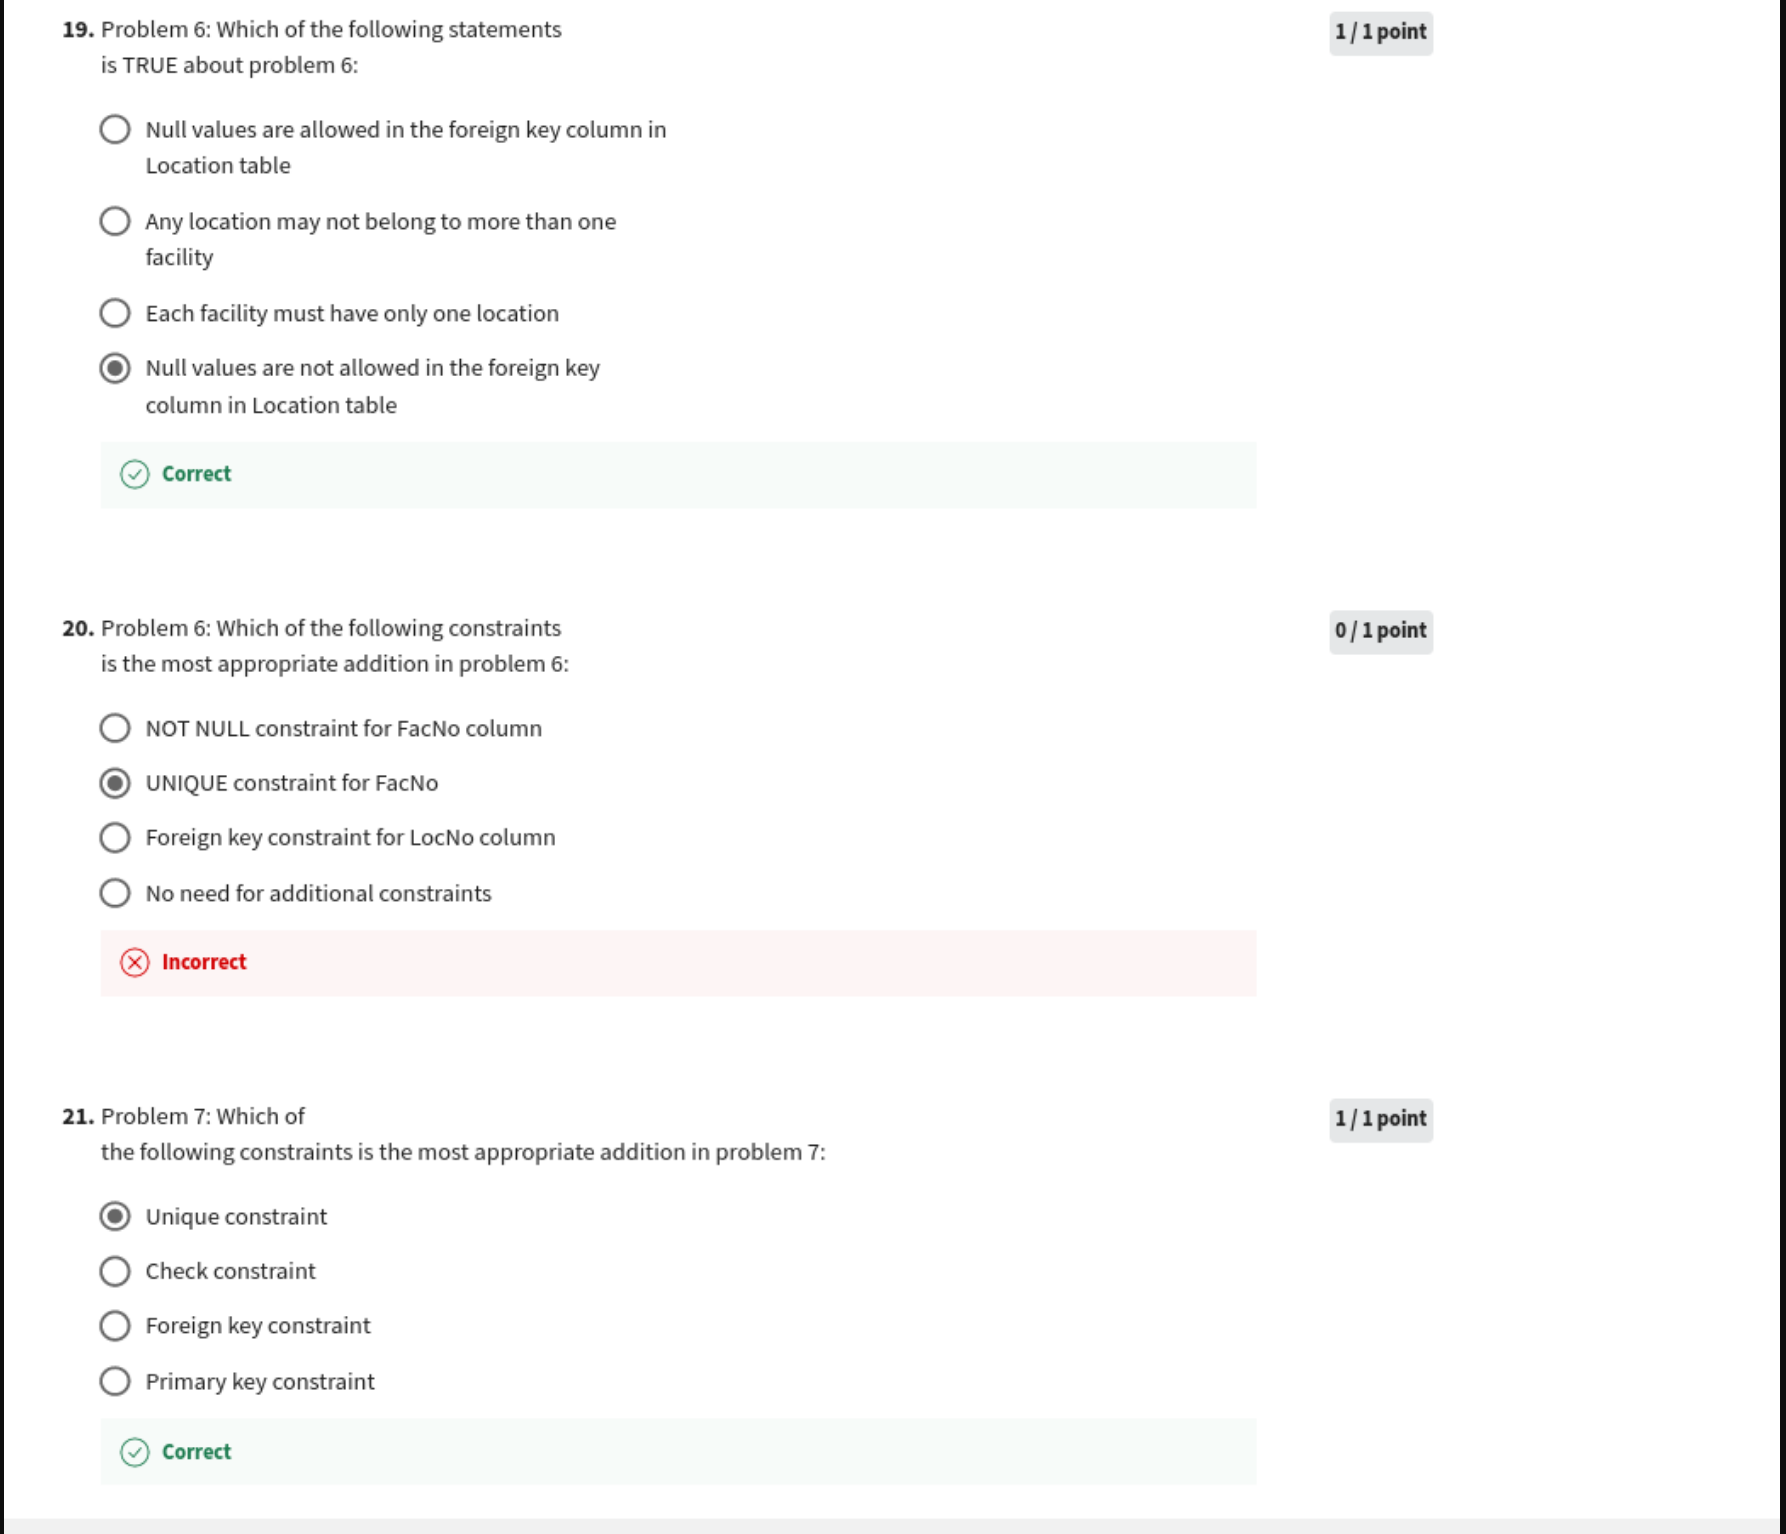 19. Problem 6: Which of the following statements
is TRUE about problem 6:
1 / 1 point
Null values are allowed in the foreign key column in
Location table
Any location may not belong to more than one
facility
Each facility must have only one location
Null values are not allowed in the foreign key
column in Location table
Correct
20. Problem 6: Which of the following constraints
is the most appropriate addition in problem 6:
0 / 1 point
NOT NULL constraint for FacNo column
UNIQUE constraint for FacNo
Foreign key constraint for LocNo column
No need for additional constraints
Incorrect
21. Problem 7: Which of
the following constraints is the most appropriate addition in problem 7:
1 / 1 point
Unique constraint
Check constraint
Foreign key constraint
Primary key constraint
Correct